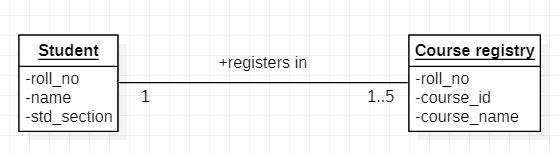 Student
-roll_no
-name
-std_section
+registers in
1
1..5
Course registry
-roll_no
-course_id
-course_name